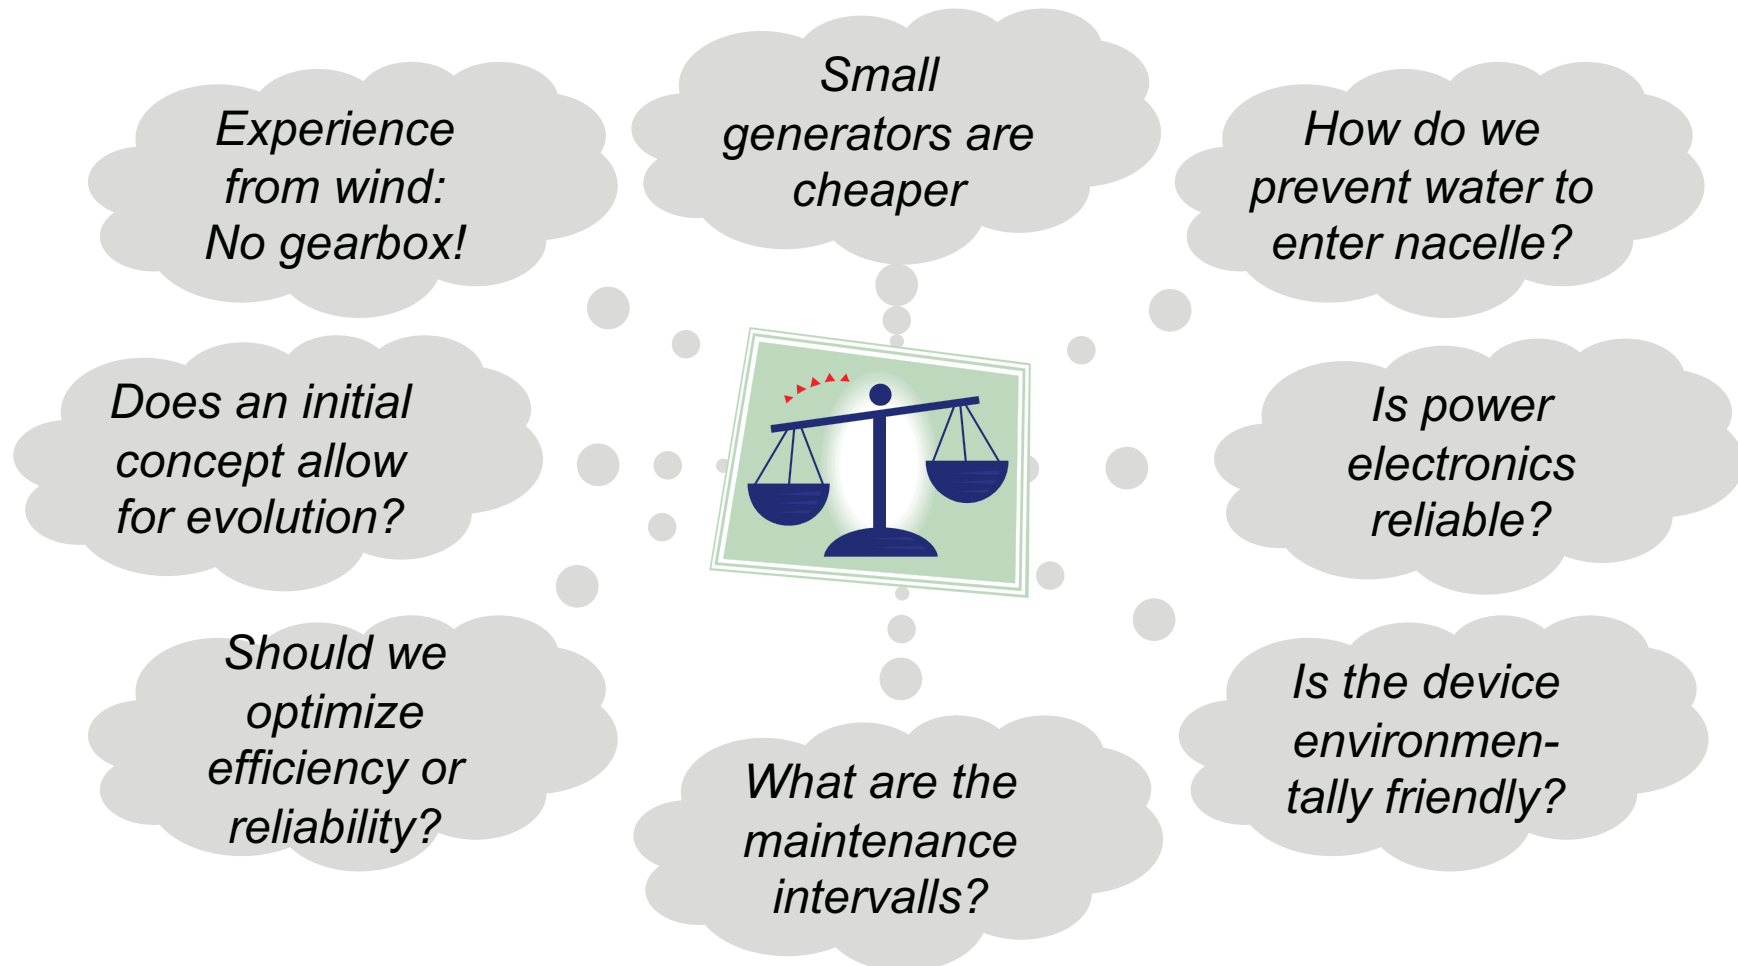 Experience
from wind:
No gearbox!
Small
generators are
cheaper
How do we
prevent water to
enter nacelle?
Does an initial
concept allow
for evolution?
Is power
electronics
reliable?
Should we
optimize
efficiency or
reliability?
What are the
maintenance
intervalls?
Is the device
environmen-
tally friendly?